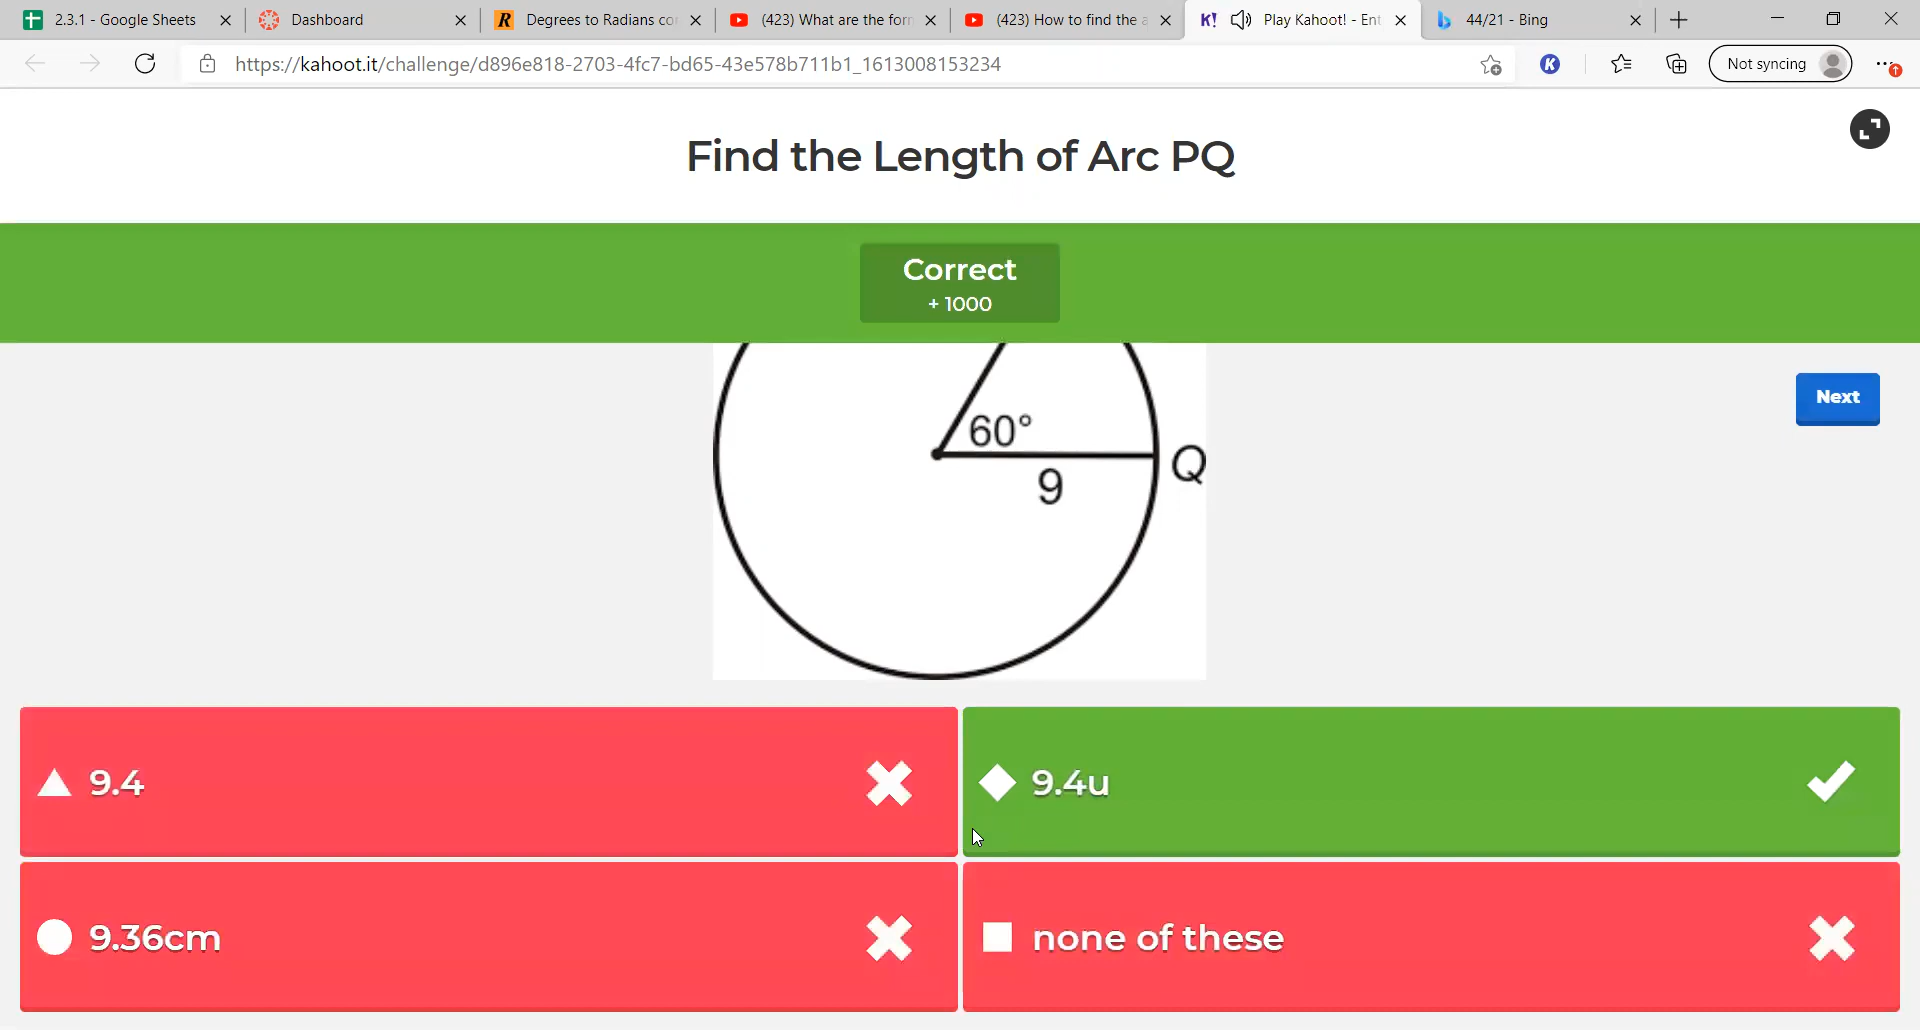 2.3.1 - Google Sheets
Dashboard
R Degrees to Radians co
(423) What are the for
(423) How to find the a
K! Play Kahoot! - Ent
44/21 - Bing
https://kahoot.it/challenge/d896e818-2703-4fc7-bd65-43e578b711b1_1613008153234
K
Not syncing
Find the Length of Arc PQ
Correct
+ 1000
Next
60°
9
Q
9.4
9.4u
9.36cm
none of these